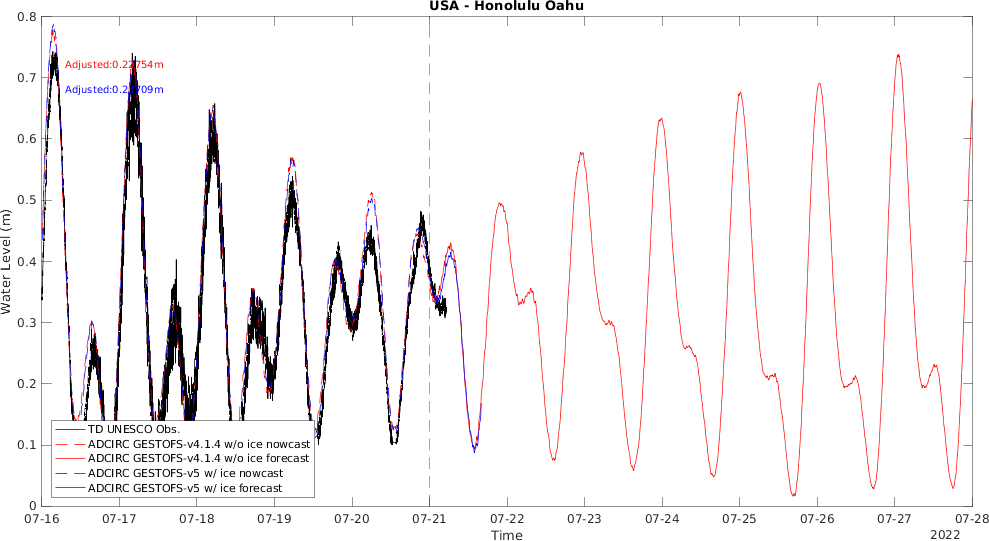 USA - Honolulu Oahu
0.8
0.7
0.6
0.5
0.4
0.3
0.2
0.1
0
Water Level (m)
Adjusted:0.22754m
TD UNESCO Obs.
ADCIRC GESTOFS-v4.1.4 w/o ice nowcast
ADCIRC GESTOFS-v4.1.4 w/o ice forecast
ADCIRC GESTOFS-v5 w/ ice nowcast
ADCIRC GESTOFS-v5 w/ ice forecast
07-16 07-17 07-18 07-19 07-20 07-21 07-22 07-23 07-24 07-25 07-26 07-27 07-28
Time
2022